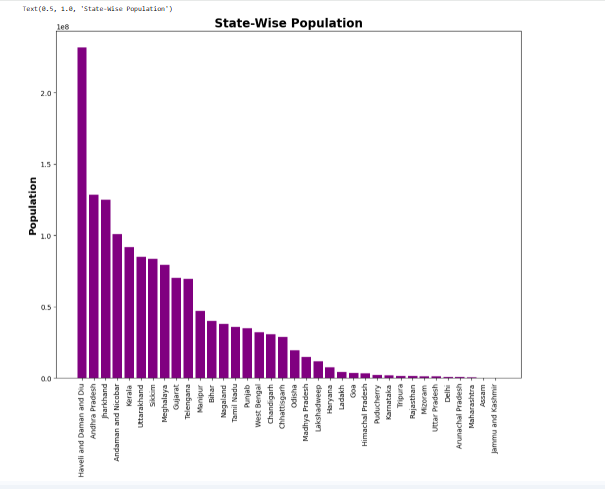 Text(0.5, 1.0, 'State-Wise Population')
State-Wise Population
1e8
2.0
1.5
1.0
0.5
0.0
Population
Haveli and Daman and Diu
Andhra Pradesh
Jharkhand
Andaman and Nicobar
Kerala
Uttarakhand
Sikkim
Meghalaya
Gujarat
Telengana
Manipur
Bihar
Nagaland
Tamil Nadu
Punjab
West Bengal
Chandigarh
Chhattisgarh
Odisha
Madhya Pradesh
Lakshadweep
Haryana
Ladakh
Goa
Himachal Pradesh
Puducherry
Karnataka
Tripura
Rajasthan
Mizoram
Uttar Pradesh
Delhi
Arunachal Pradesh
Maharashtra
Assam
Jammu and Kashmir